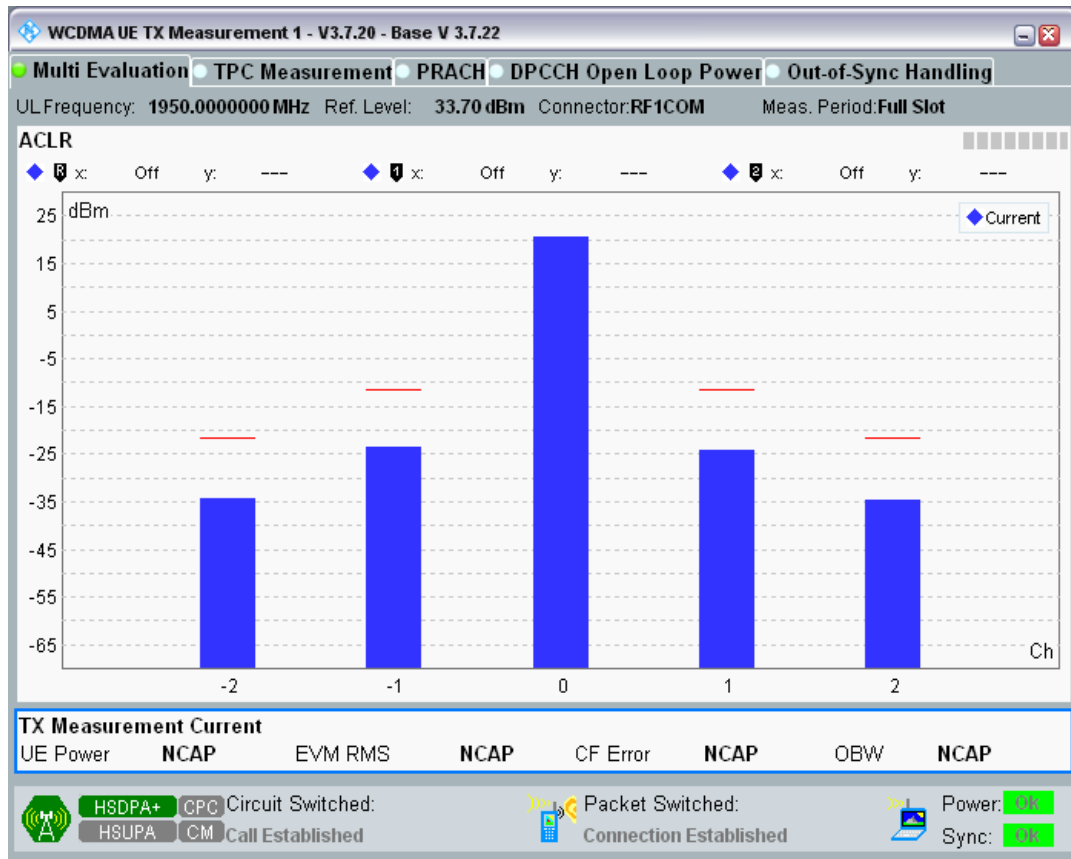 WCDMA UE TX Measurement 1 - V3.7.20 - Base V 3.7.22
Multi Evaluation TPC Measurement PRACH DPCCH Open Loop Power Out-of-Sync Handling
UL Frequency: 1950.0000000 MHz Ref. Level: 33.70 dBm Connector:RF1COM Meas. Period:Full Slot
ACLR
R x: Off y: --- 1 x: Off y: --- 2 x: Off y: ---
25 dBm Current
15
5
-5
-15
-25
-35
-45
-55
-65 Ch
-2 -1 0 1 2
TX Measurement Current
UE Power NCAP EVM RMS NCAP CF Error NCAP OBW NCAP
HSDPA+ CPC Circuit Switched: Packet Switched: Power: Ok
HSUPA CM Call Established Connection Established Sync: Ok